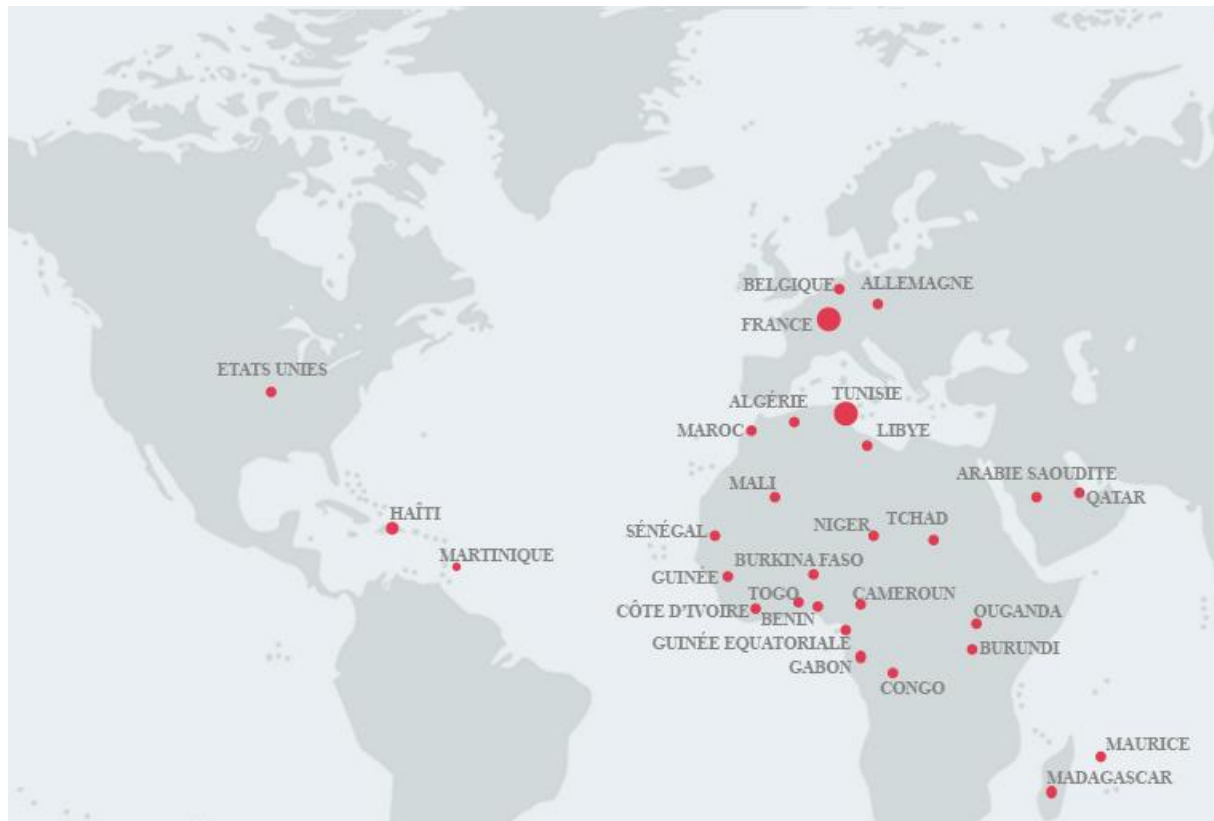 BELGIQUE
ALLEMAGNE
FRANCE
ETATS UNIES
TUNISIE
ALGÉRIE
MAROC
LIBYE
ARABIE SAOUDITE
MALI
QATAR
HAÏTI
NIGER
TCHAD
SÉNÉGAL
MARTINIQUE
BURKINA FASO
GUINÉE
TOGO
CAMEROUN
CÔTE D'IVOIRE
BENIN
OUGANDA
GUINÉE EQUATORIALE
BURUNDI
GABON
CONGO
MAURICE
MADAGASCAR